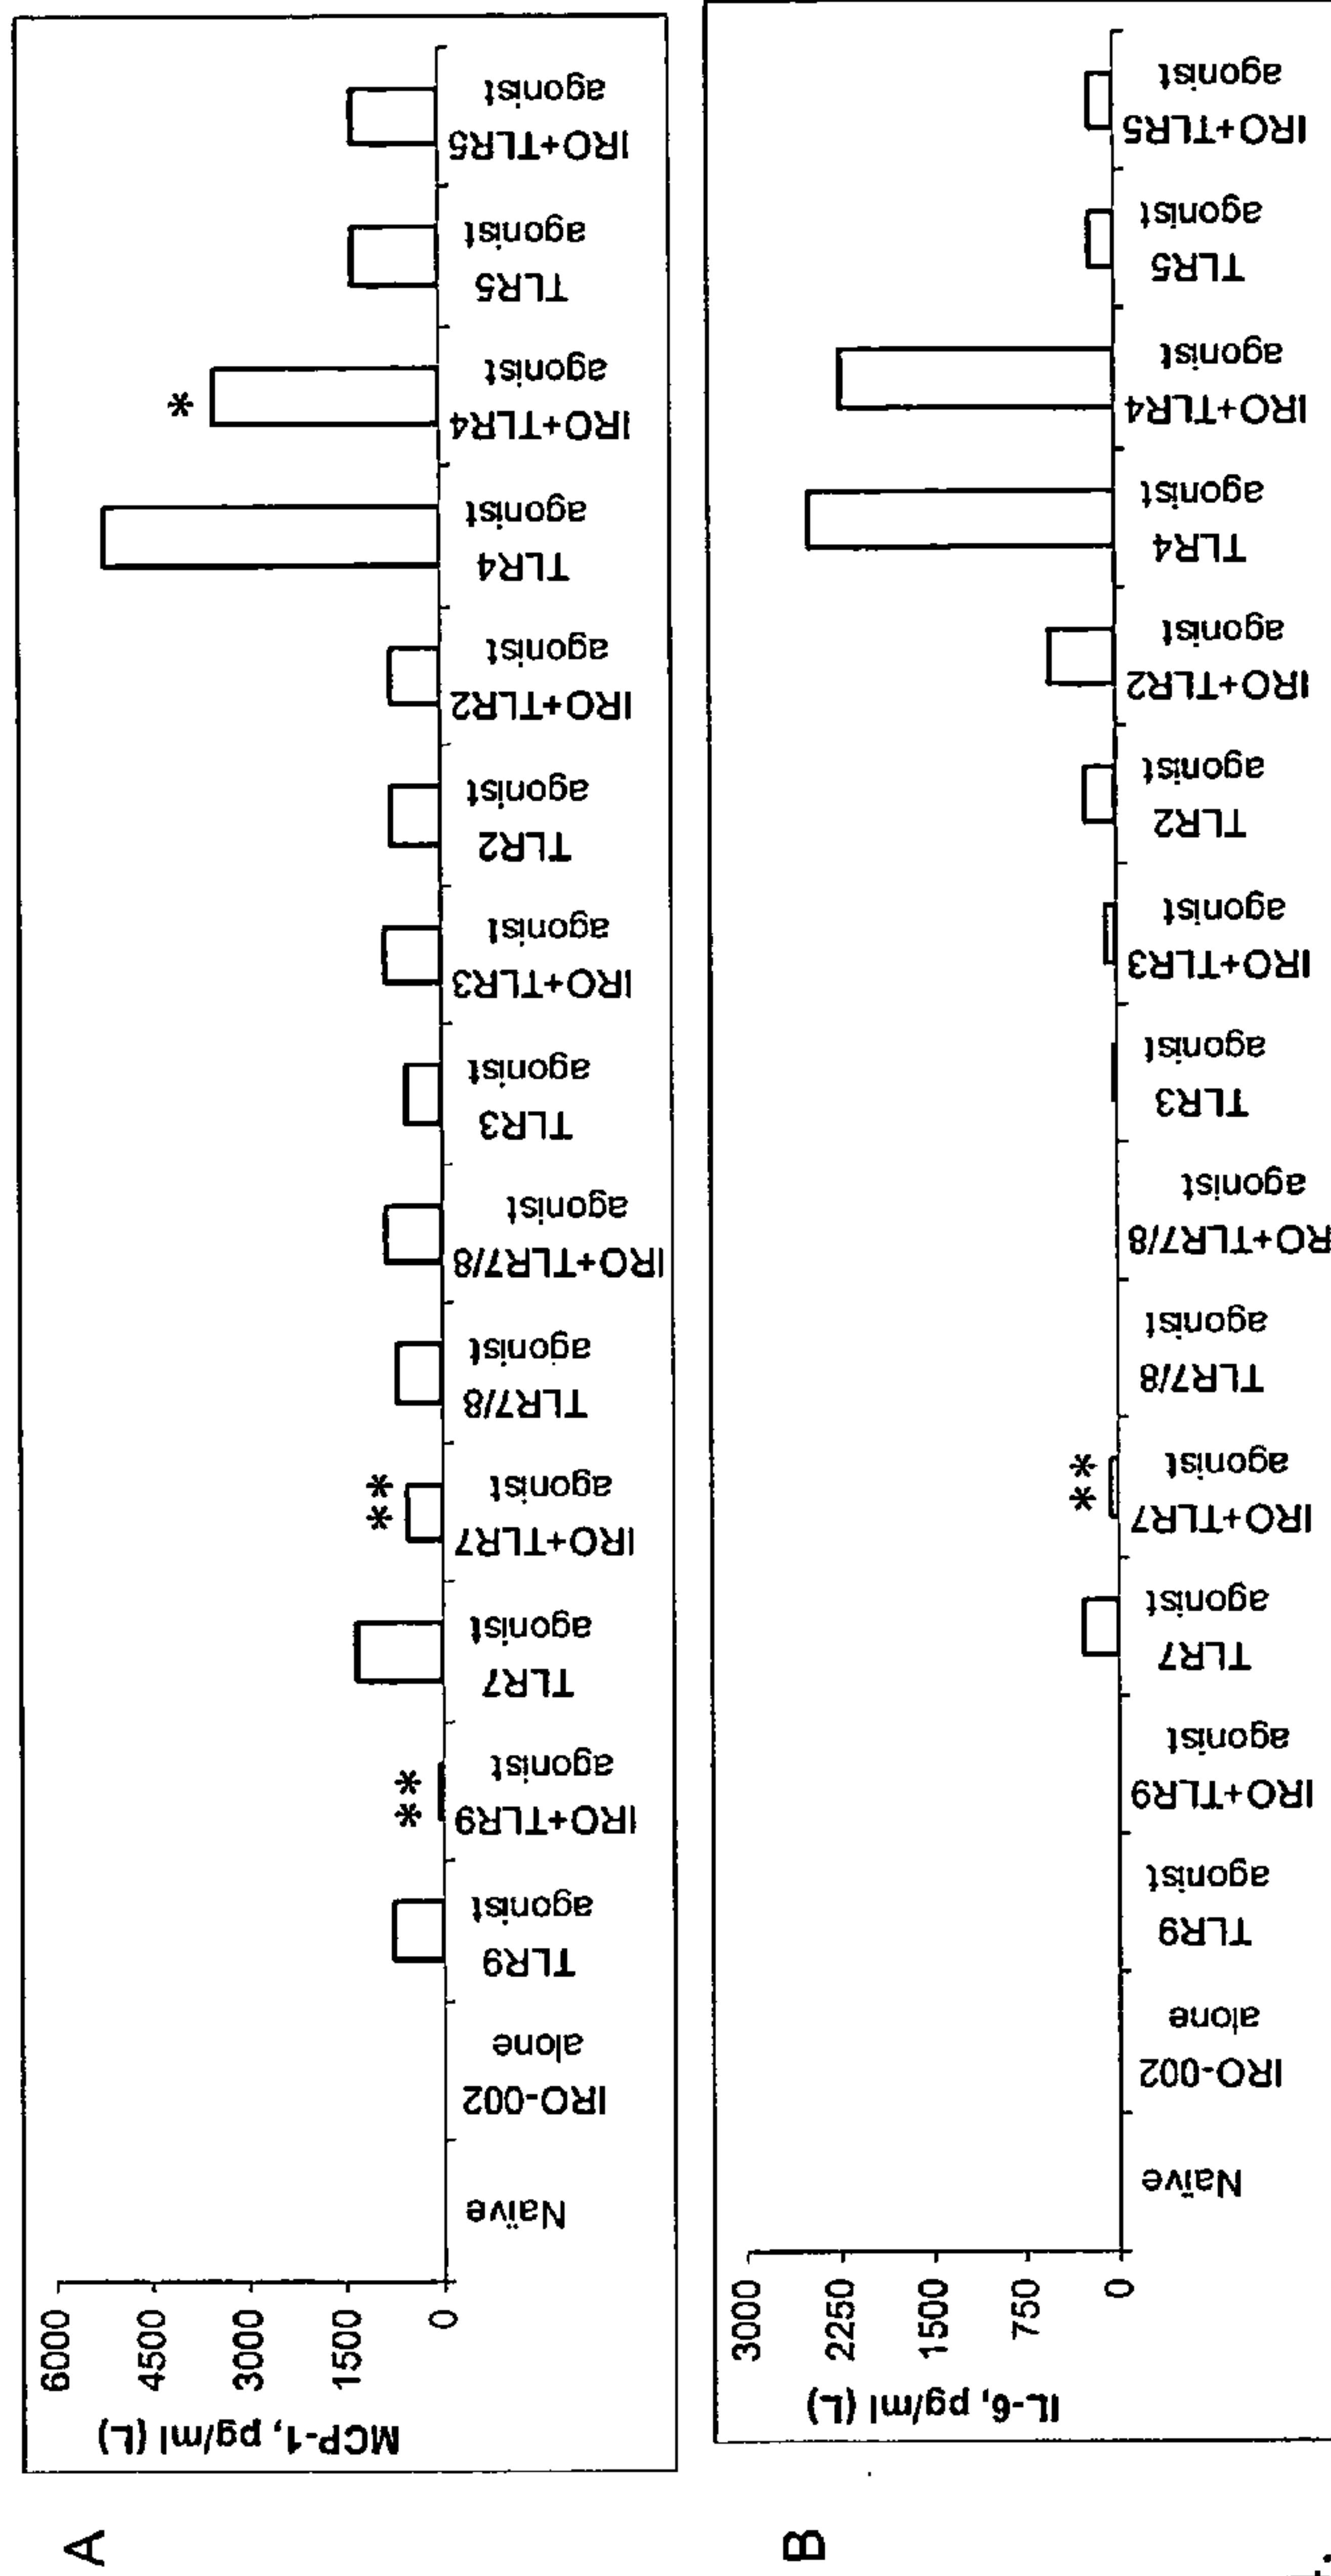 A
MCP-1, pg/ml (L)
6000
4500
3000
1500
0
Naïve
IRO-002
alone
TLR9
agonist
**
IRO+TLR9
agonist
TLR7
agonist
**
IRO+TLR7
agonist
TLR7/8
agonist
IRO+TLR7/8
agonist
TLR3
agonist
IRO+TLR3
agonist
TLR2
agonist
IRO+TLR2
agonist
TLR4
agonist
*
IRO+TLR4
agonist
TLR5
agonist
IRO+TLR5
agonist
B
IL-6, pg/ml (L)
3000
2250
1500
750
0
Naïve
IRO-002
alone
TLR9
agonist
IRO+TLR9
agonist
TLR7
agonist
**
IRO+TLR7
agonist
TLR7/8
agonist
RO+TLR7/8
agonist
TLR3
agonist
IRO+TLR3
agonist
TLR2
agonist
IRO+TLR2
agonist
TLR4
agonist
IRO+TLR4
agonist
TLR5
agonist
IRO+TLR5
agonist